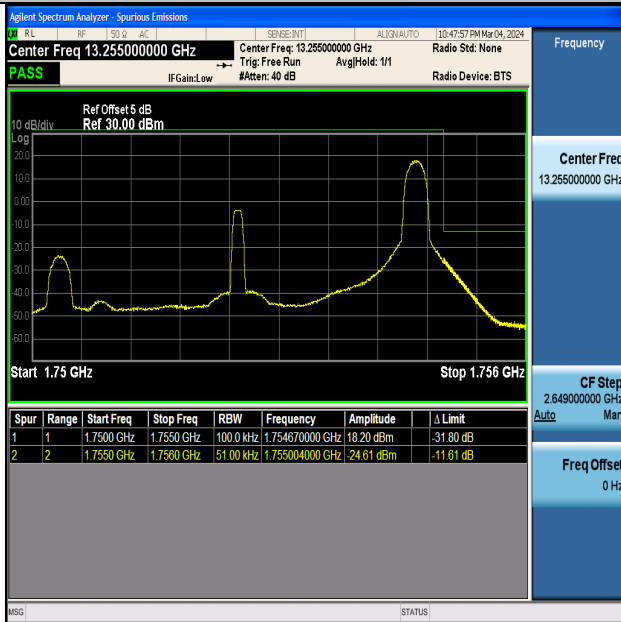 Agilent Spectrum Analyzer - Spurious Emissions
RL RF 50 Ω AC SENSE:INT ALIGN AUTO 10:47:57 PM Mar 04, 2024
Center Freq 13.255000000 GHz
Center Freq: 13.255000000 GHz
Radio Std: None
Trig: Free Run Avg|Hold: 1/1
PASS
IFGain:Low
#Atten: 40 dB
Radio Device: BTS
Ref Offset 5 dB
10 dB/div Ref 30.00 dBm
Log
20.0
10.0
0.00
-10.0
-20.0
-30.0
-40.0
-50.0
-60.0
Start 1.75 GHz Stop 1.756 GHz
Spur Range Start Freq Stop Freq RBW Frequency Amplitude Δ Limit
1 1 1.7500 GHz 1.7550 GHz 100.0 kHz 1.754670000 GHz 18.20 dBm -31.80 dB
2 2 1.7550 GHz 1.7560 GHz 51.00 kHz 1.755004000 GHz -24.61 dBm -11.61 dB
Frequency
Center Freq
13.255000000 GHz
CF Step
2.649000000 GHz
Auto Man
Freq Offset
0 Hz
MSG STATUS